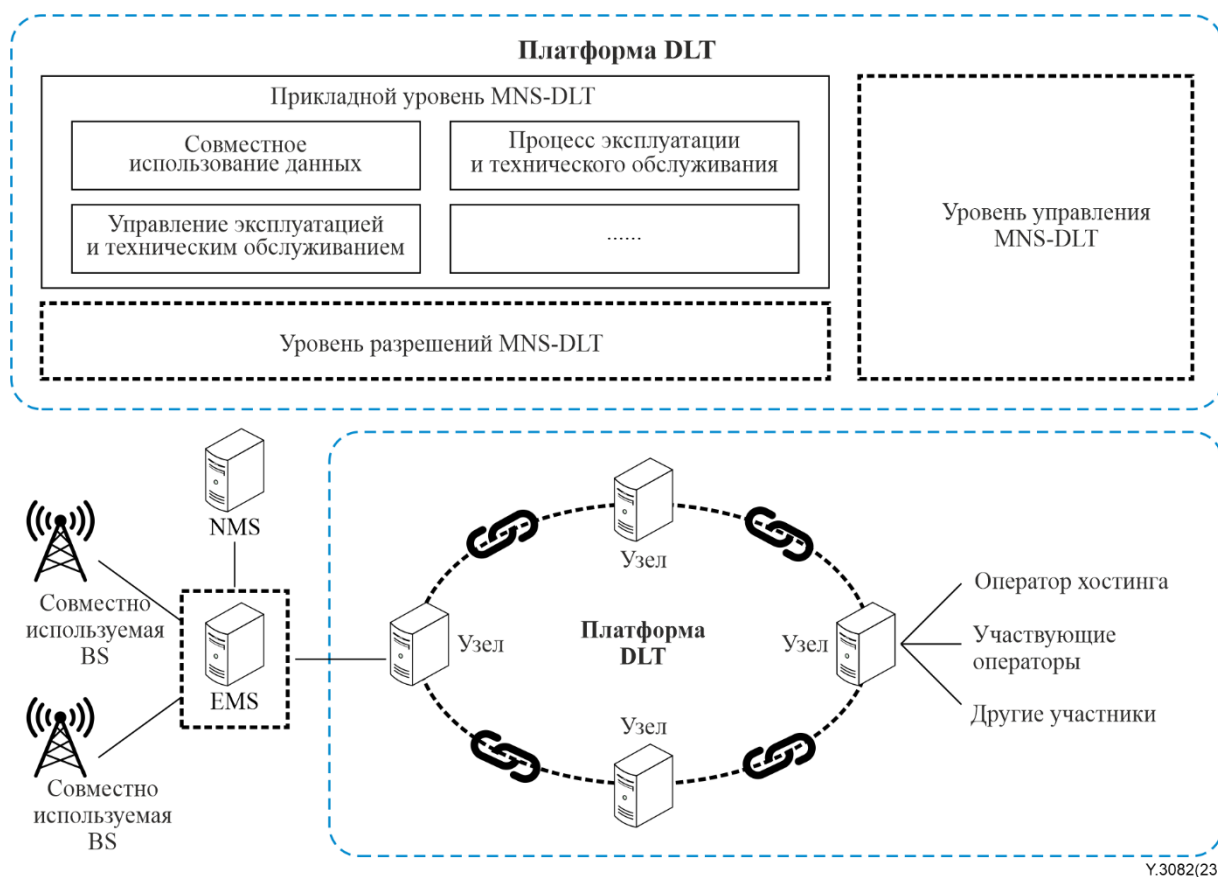 Платформа DLT
Прикладной уровень MNS-DLT
Совместное
использование данных
Процесс эксплуатации
и технического обслуживания
Управление эксплуатацией
и техническим обслуживанием
......
Уровень управления
MNS-DLT
Уровень разрешений MNS-DLT
NMS
Совместно
используемая
BS
EMS
Совместно
используемая
BS
Узел
Узел
Платформа
DLT
Узел
Узел
Оператор хостинга
Участвующие
операторы
Другие участники
Y.3082(23